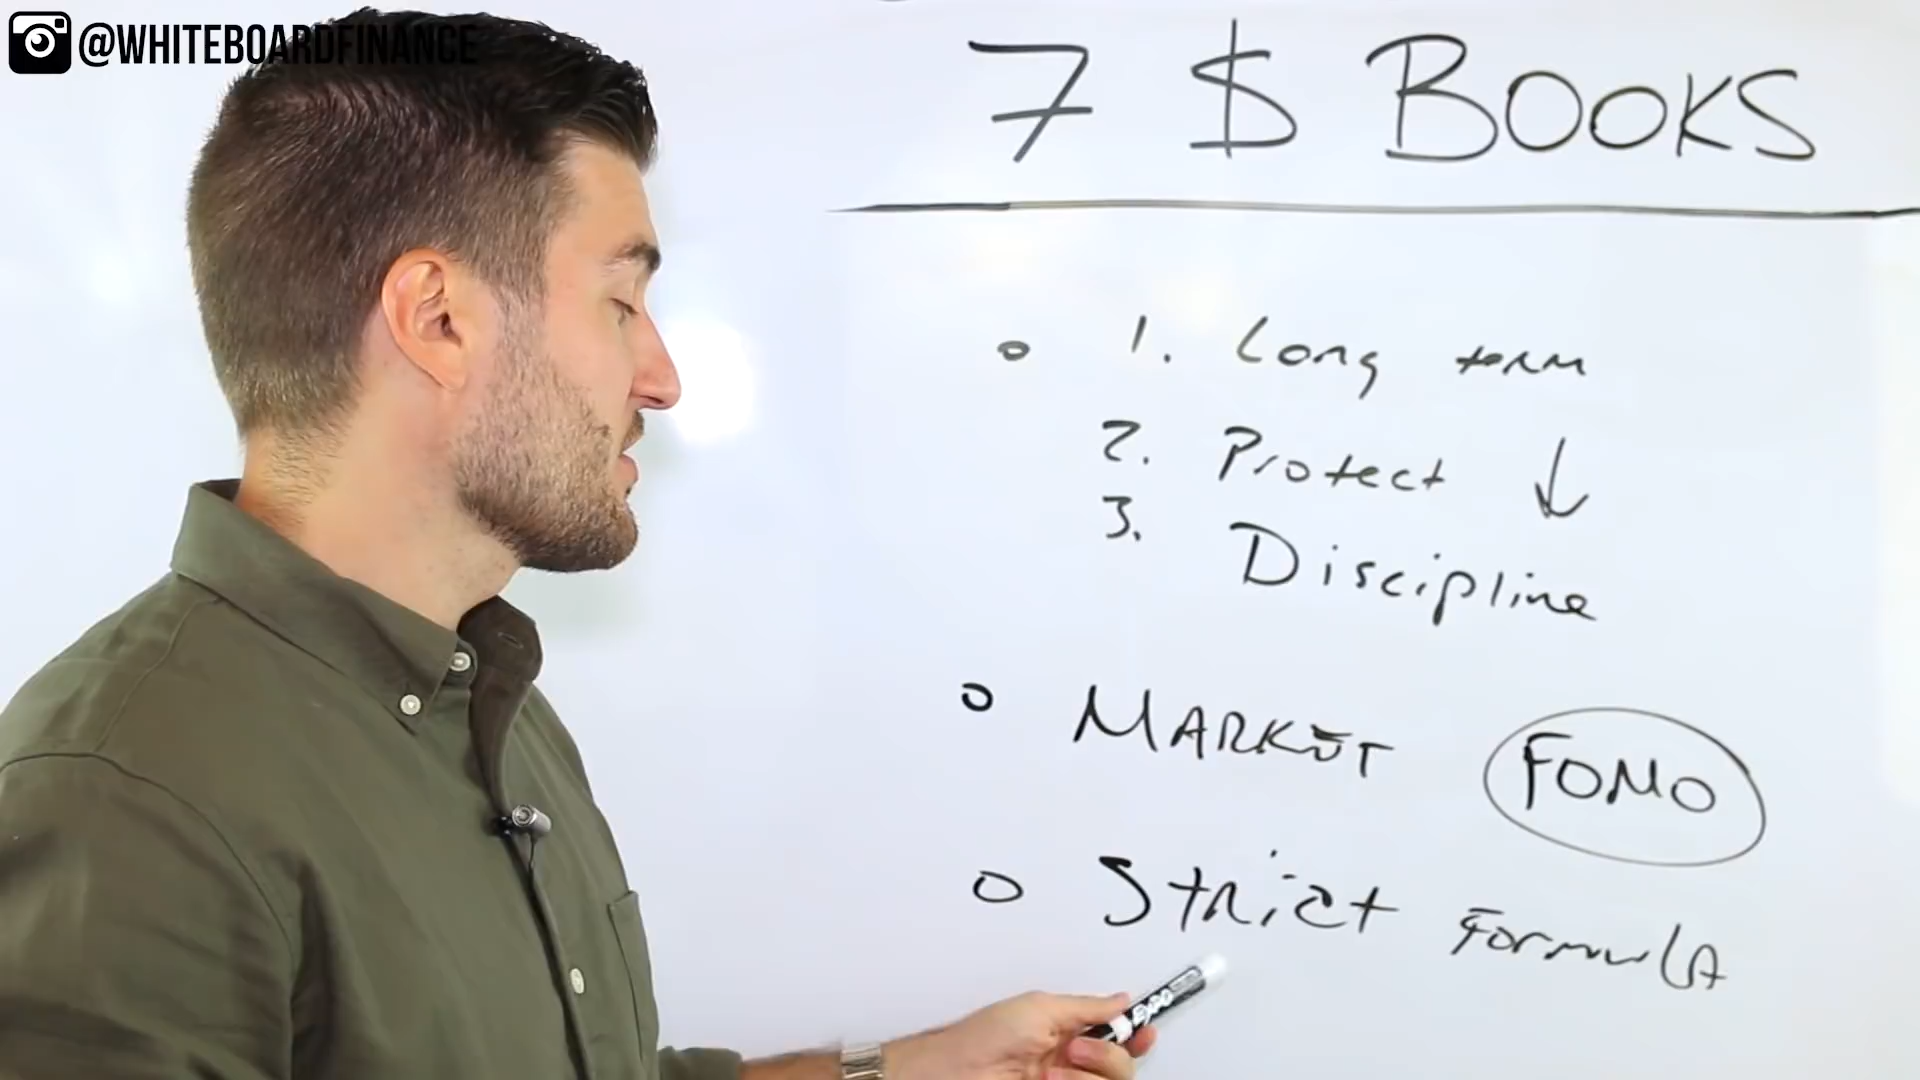 @WHITEBOARDFINANCE
7 $ BOOKS
1. Long term
2. Protect ↓
3. Discipline
MARKET FOMO
Strict Formula
EXPO